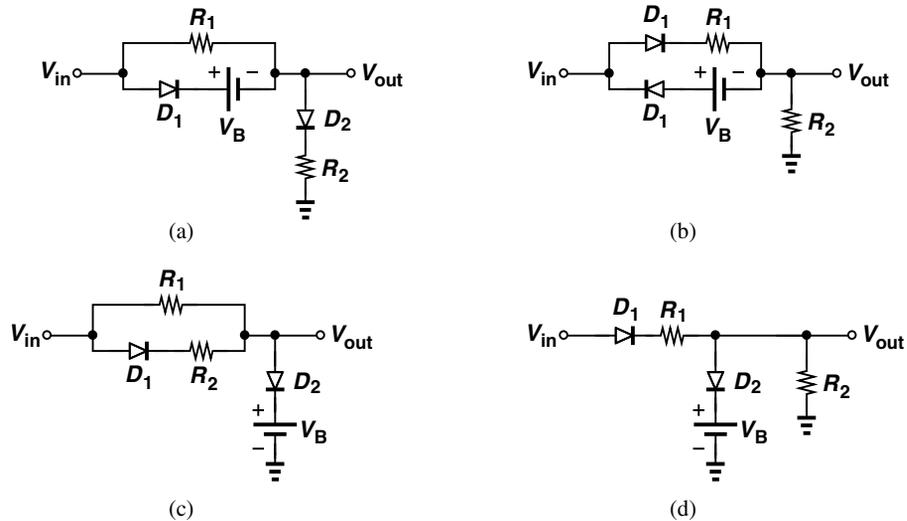 R1
Vin
+ −
Vout
D1
VB
D2
R2
(a)
D1
R1
Vin
+ −
Vout
D1
VB
R2
(b)
R1
Vin
Vout
D1
R2
D2
+
VB
−
(c)
D1
R1
Vin
Vout
D2
R2
+
VB
−
(d)